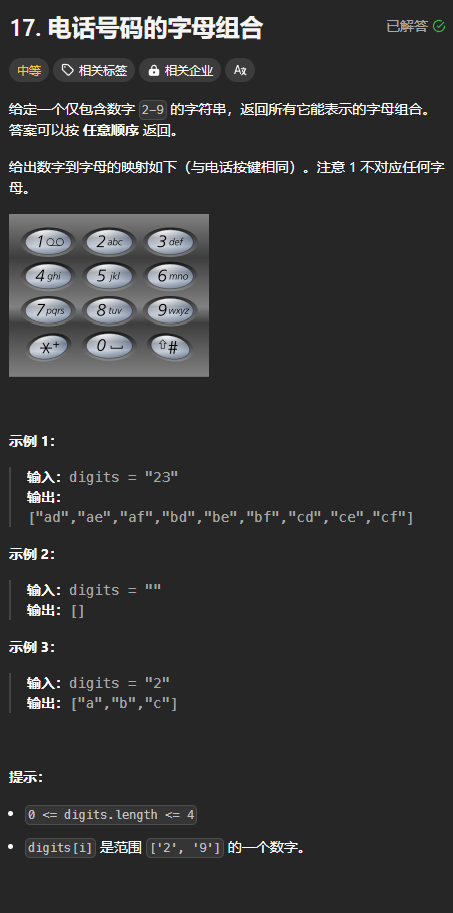 17. 电话号码的字母组合
已解答
中等 相关标签 相关企业
给定一个仅包含数字 2-9 的字符串，返回所有它能表示的字母组合。
答案可以按 任意顺序 返回。
给出数字到字母的映射如下（与电话按键相同）。注意 1 不对应任何字
母。
1 2 abc 3 def
4 ghi 5 jkl 6 mno
7 pqrs 8 tuv 9 wxyz
*+ 0 #
示例 1：
输入：digits = "23"
输出：
["ad","ae","af","bd","be","bf","cd","ce","cf"]
示例 2：
输入：digits = ""
输出：[]
示例 3：
输入：digits = "2"
输出：["a","b","c"]
提示：
0 <= digits.length <= 4
digits[i] 是范围 ['2', '9'] 的一个数字。